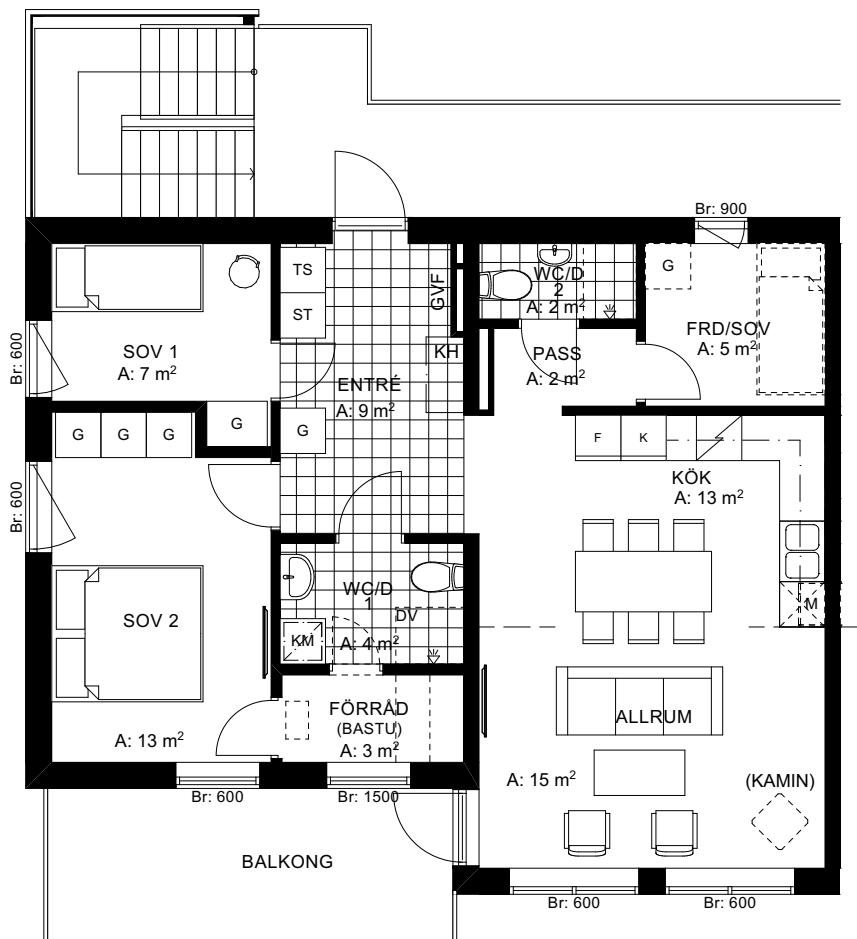 Br: 900
TS
ST
GVF
KH
WC/D
2
A: 2 m²
G
FRD/SOV
A: 5 m²
PASS
A: 2 m²
Br: 600
SOV 1
A: 7 m²
ENTRÉ
A: 9 m²
G
G
G
G
G
F
K
KÖK
A: 13 m²
Br: 600
M
SOV 2
A: 13 m²
WC/D
1
A: 4 m²
DV
KM
FÖRRÅD
(BASTU)
A: 3 m²
ALLRUM
A: 15 m²
(KAMIN)
Br: 600
Br: 1500
BALKONG
Br: 600
Br: 600